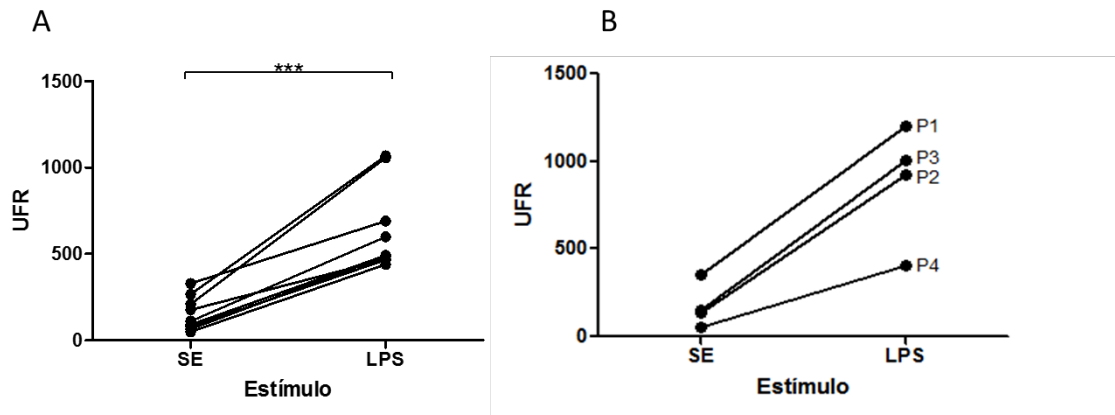 A
B
***
1500
1000
500
0
UFR
SE
LPS
Estímulo
1500
1000
500
0
UFR
P1
P3
P2
P4
SE
LPS
Estímulo